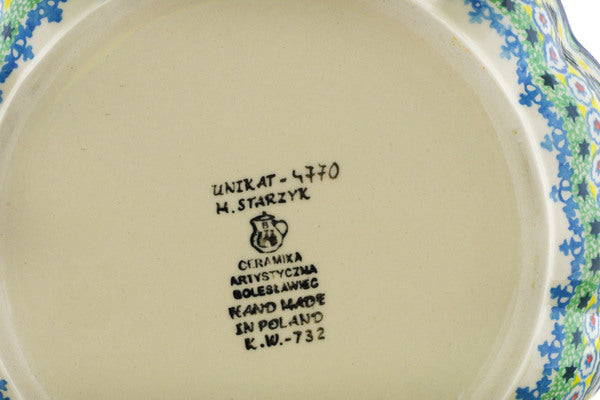 UNIKAT - 4770
H. STARZYK
CERAMIKA
ARTYSTYCZNA
BOLESŁAWIEC
HAND MADE
IN POLAND
K.W.-732